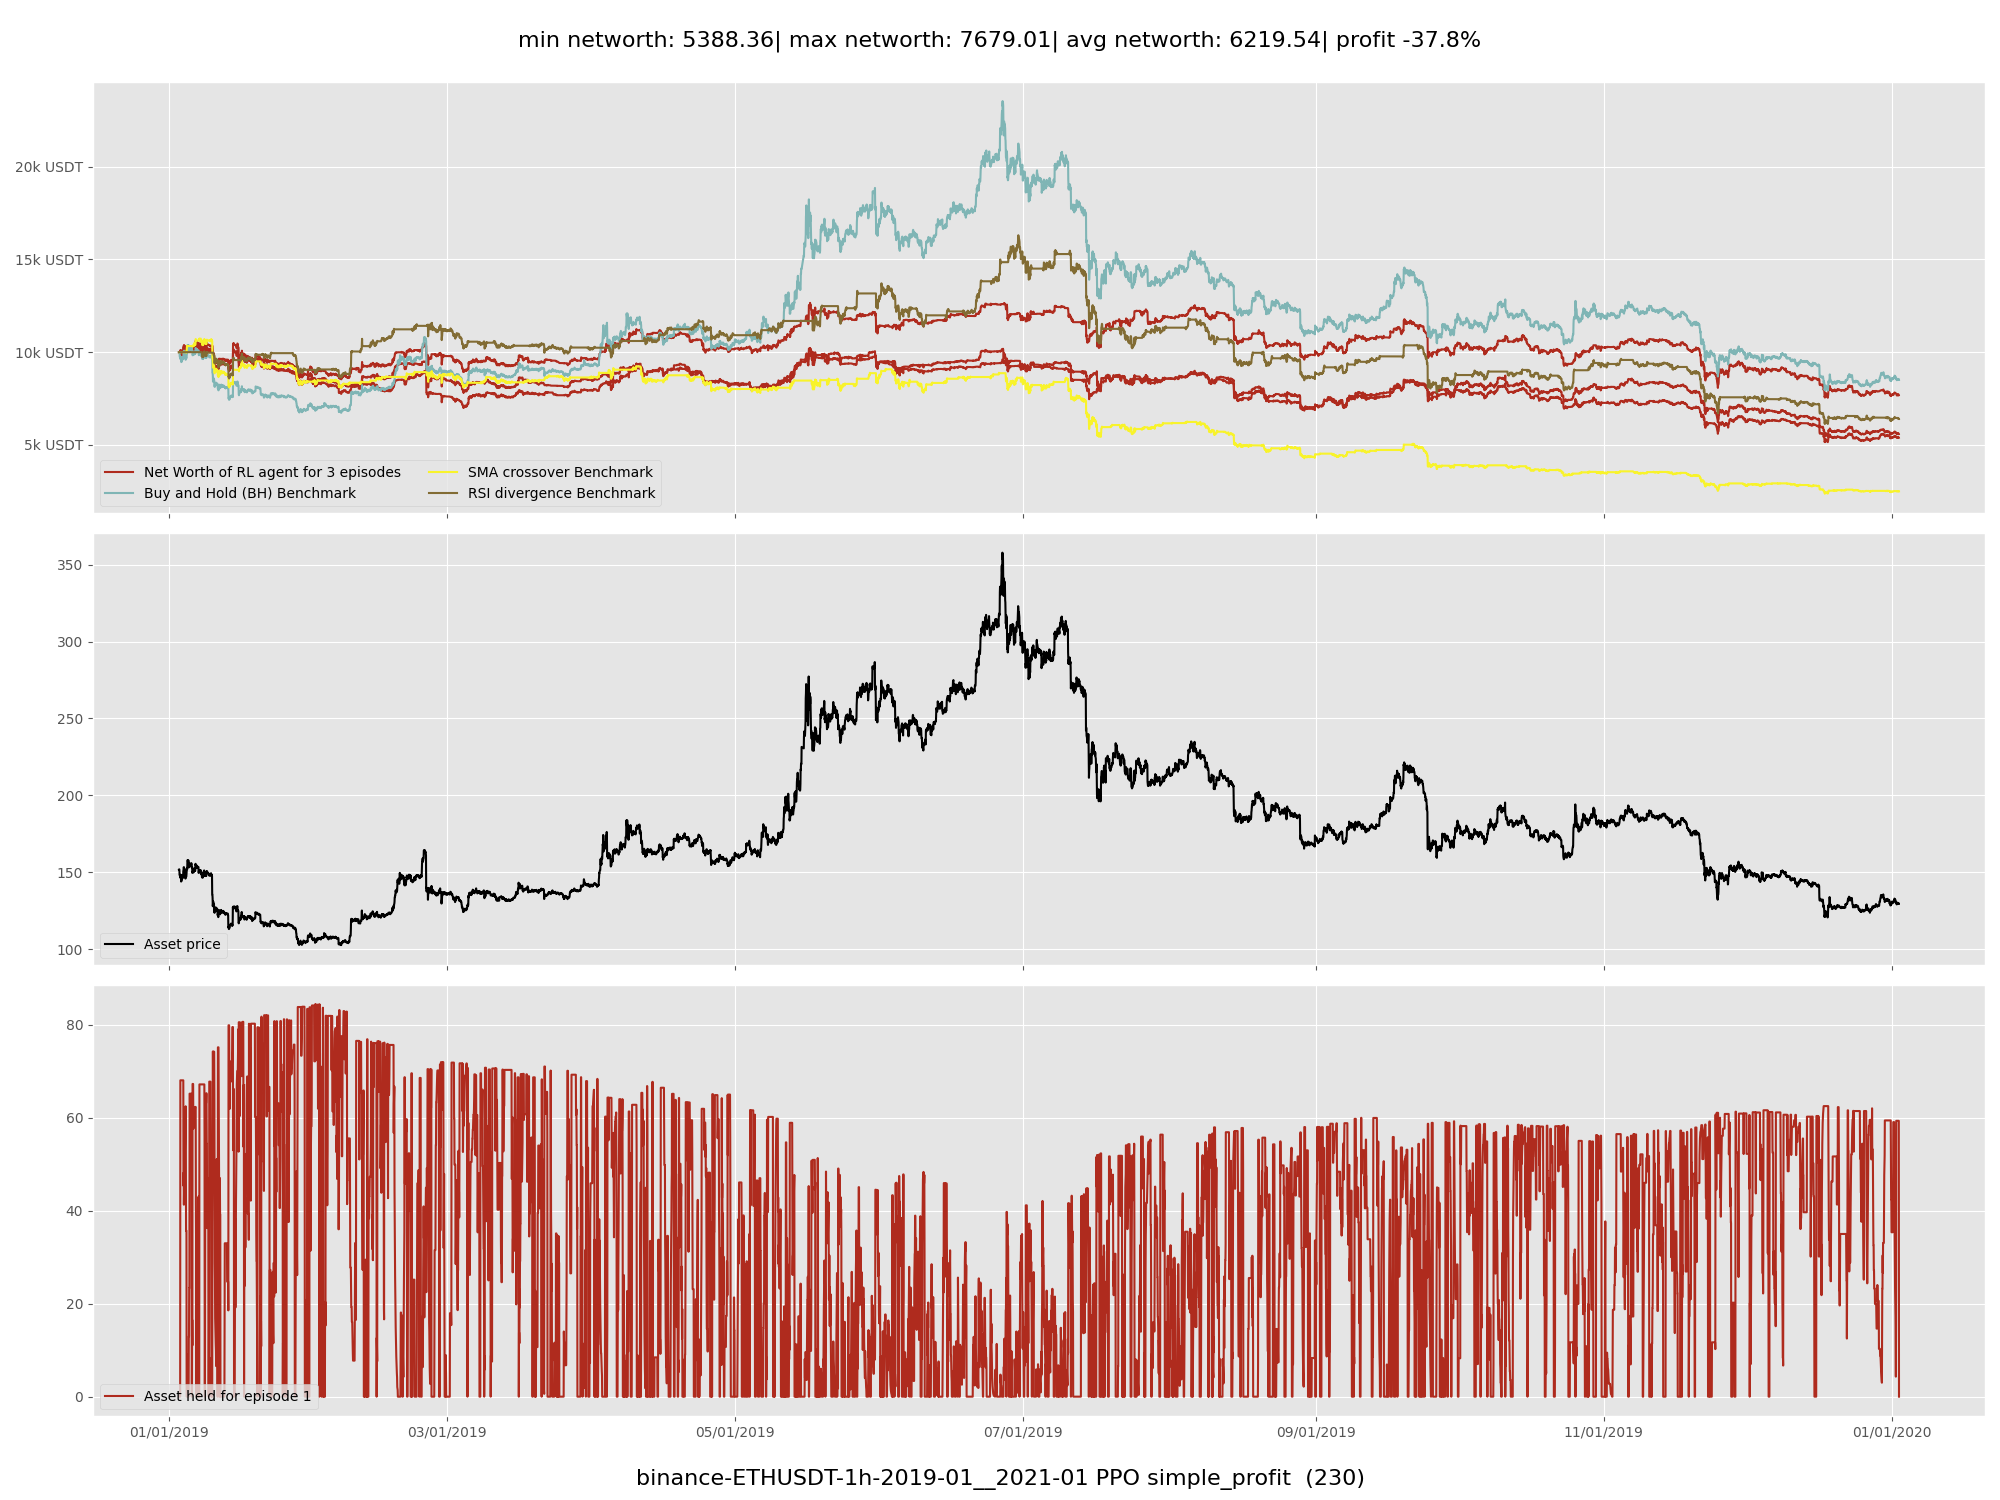 min networth: 5388.36| max networth: 7679.01| avg networth: 6219.54| profit -37.8%
20k USDT
15k USDT
10k USDT
5k USDT
Net Worth of RL agent for 3 episodes
Buy and Hold (BH) Benchmark
SMA crossover Benchmark
RSI divergence Benchmark
350
300
250
200
150
100
Asset price
80
60
40
20
0
Asset held for episode 1
01/01/2019 03/01/2019 05/01/2019 07/01/2019 09/01/2019 11/01/2019 01/01/2020
binance-ETHUSDT-1h-2019-01__2021-01 PPO simple_profit (230)